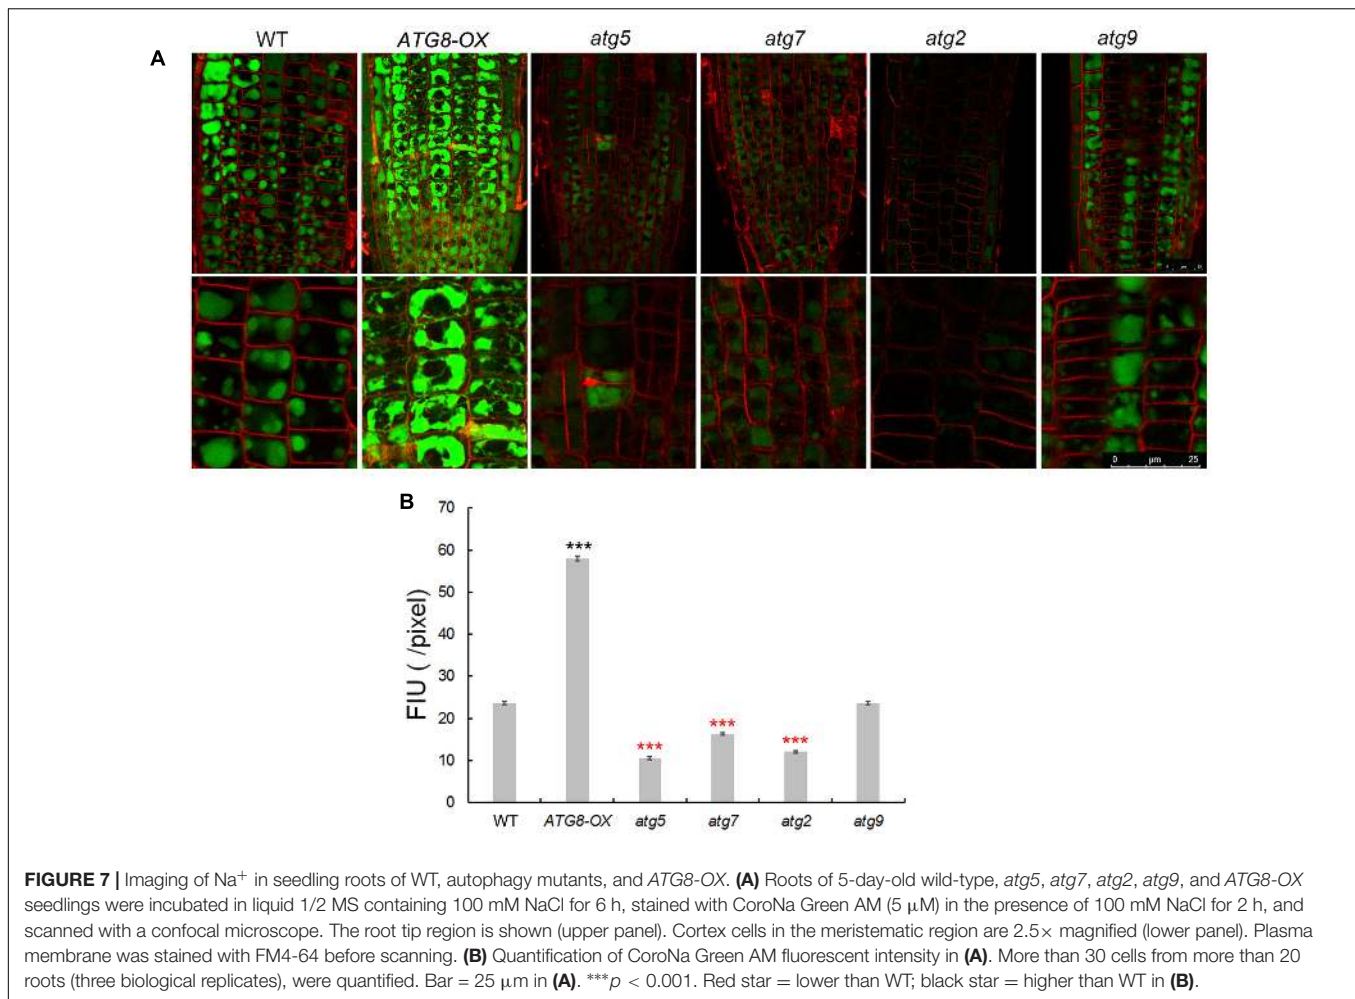 WT ATG8-OX atg5 atg7 atg2 atg9
A
0 µm 25
B
70
60
50
40
30
20
10
0
FIU ( /pixel)
***
***
***
***
WT ATG8-OX atg5 atg7 atg2 atg9
FIGURE 7 | Imaging of Na⁺ in seedling roots of WT, autophagy mutants, and ATG8-OX. (A) Roots of 5-day-old wild-type, atg5, atg7, atg2, atg9, and ATG8-OX
seedlings were incubated in liquid 1/2 MS containing 100 mM NaCl for 6 h, stained with CoroNa Green AM (5 µM) in the presence of 100 mM NaCl for 2 h, and
scanned with a confocal microscope. The root tip region is shown (upper panel). Cortex cells in the meristematic region are 2.5× magnified (lower panel). Plasma
membrane was stained with FM4-64 before scanning. (B) Quantification of CoroNa Green AM fluorescent intensity in (A). More than 30 cells from more than 20
roots (three biological replicates), were quantified. Bar = 25 µm in (A). ***p < 0.001. Red star = lower than WT; black star = higher than WT in (B).